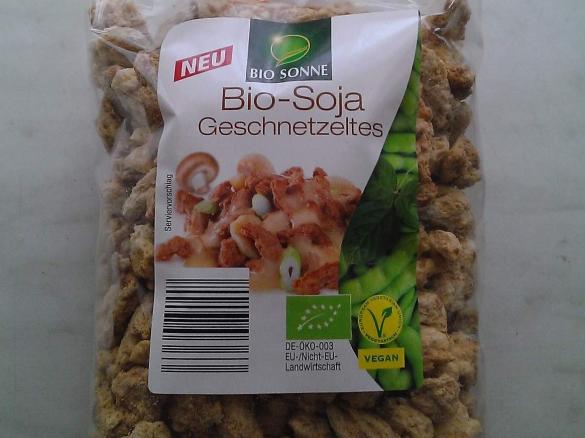 NEU
BIO SONNE
Bio-Soja
Geschnetzeltes
Serviervorschlag
DE-ÖKO-003
EU-/Nicht-EU-
Landwirtschaft
VEGAN